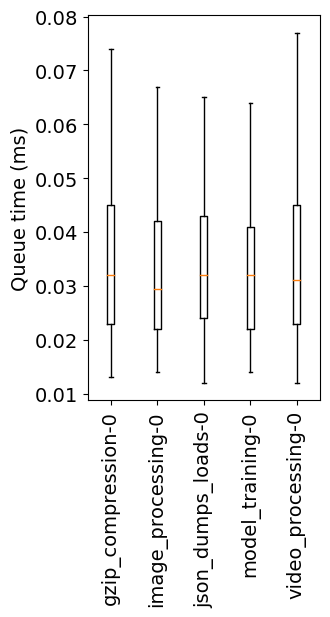 0.08
0.07
0.06
0.05
0.04
0.03
0.02
0.01
Queue time (ms)
gzip_compression-0
image_processing-0
json_dumps_loads-0
model_training-0
video_processing-0